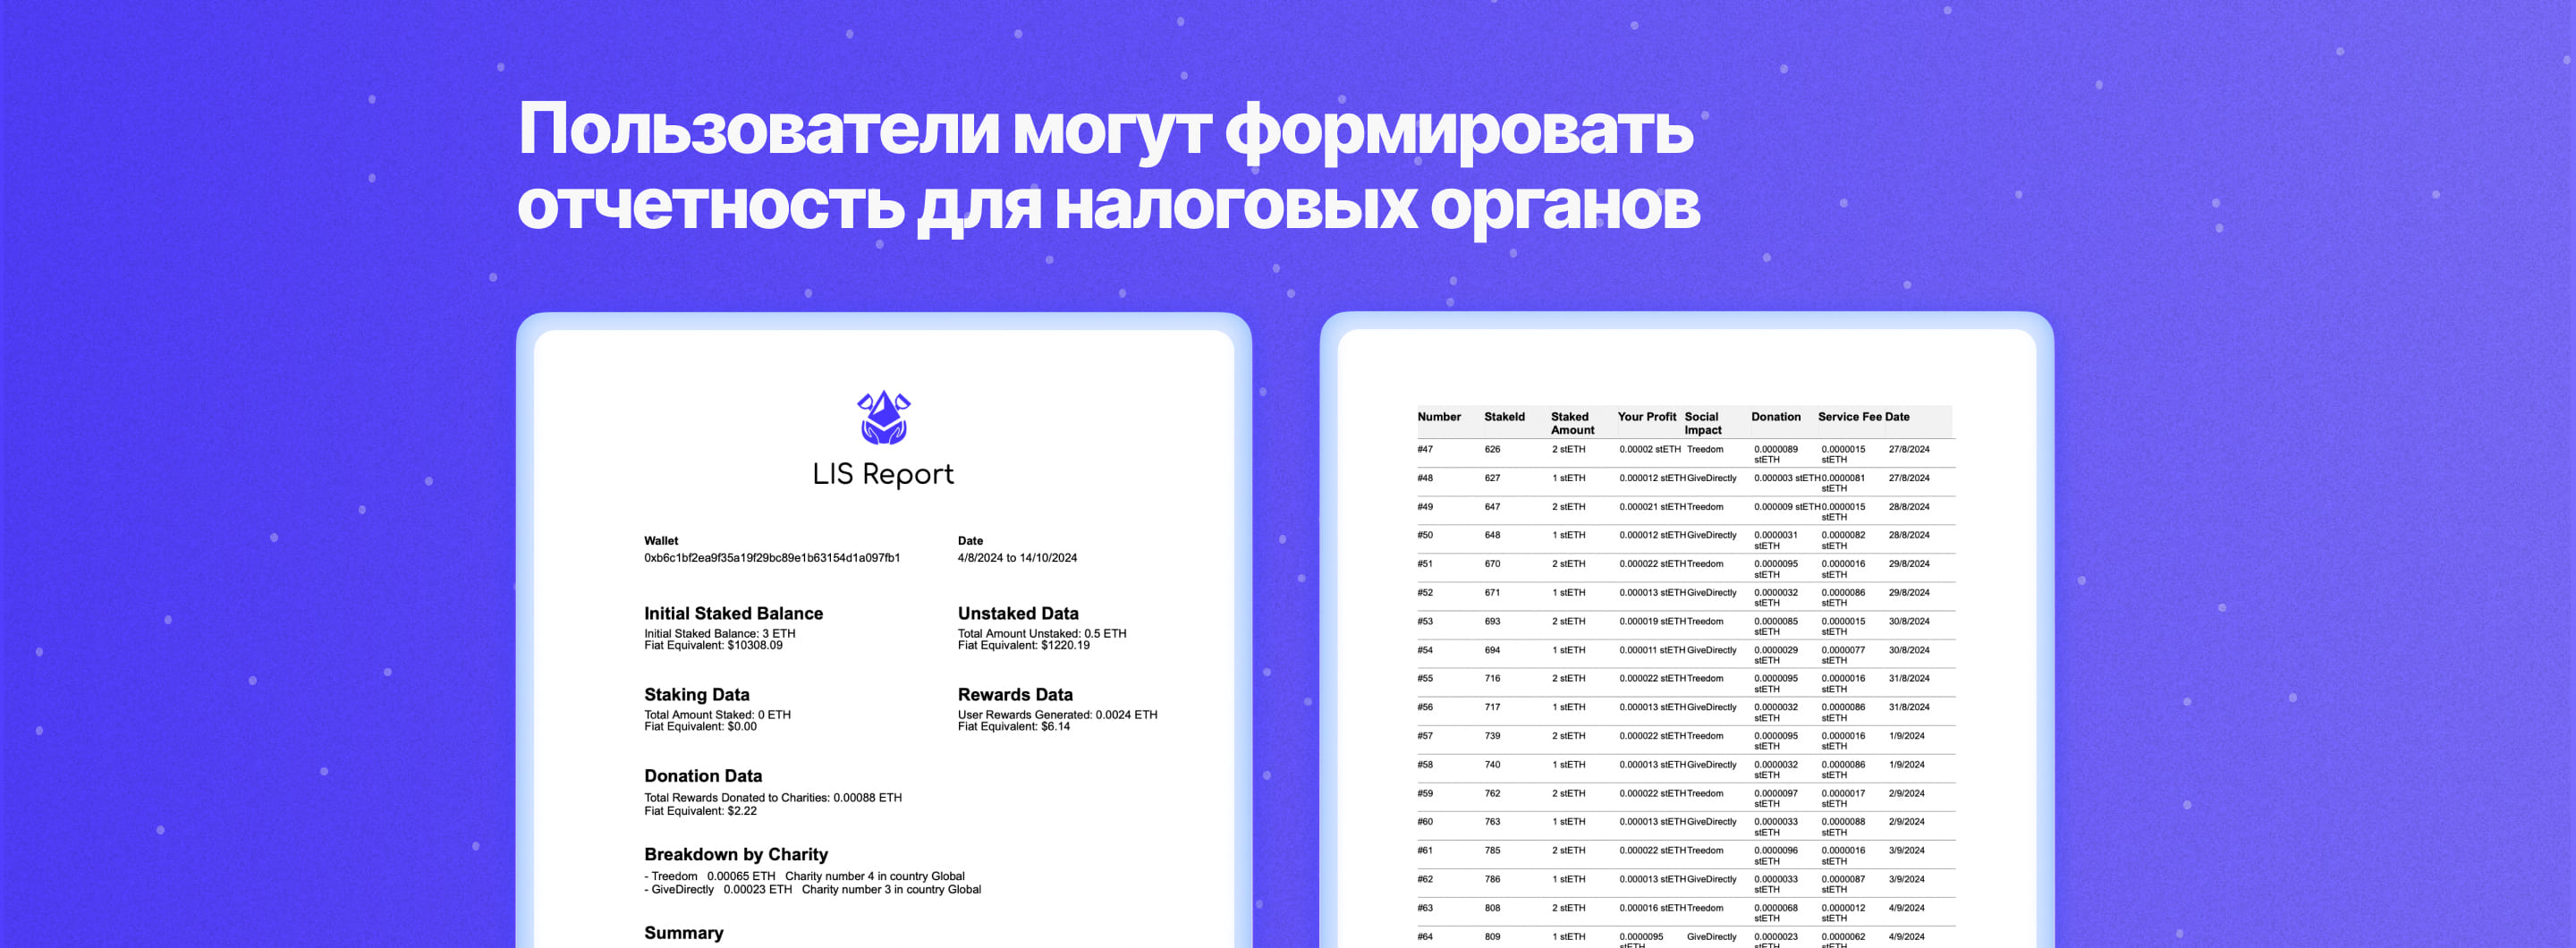 Пользователи могут формировать
отчетность для налоговых органов
LIS Report
Wallet
0xb6c1bf2ea9f35a19f29bc89e1b63154d1a097fb1
Date
4/8/2024 to 14/10/2024
Initial Staked Balance
Initial Staked Balance: 3 ETH
Fiat Equivalent: $10308.09
Unstaked Data
Total Amount Unstaked: 0.5 ETH
Fiat Equivalent: $1220.19
Staking Data
Total Amount Staked: 0 ETH
Fiat Equivalent: $0.00
Rewards Data
User Rewards Generated: 0.0024 ETH
Fiat Equivalent: $6.14
Donation Data
Total Rewards Donated to Charities: 0.00088 ETH
Fiat Equivalent: $2.22
Breakdown by Charity
- Treedom 0.00065 ETH Charity number 4 in country Global
- GiveDirectly 0.00023 ETH Charity number 3 in country Global
Summary
Number StakeId Staked Amount Your Profit Social Impact Donation Service Fee Date
#47 626 2 stETH 0.00002 stETH Treedom 0.0000089 stETH 0.0000015 stETH 27/8/2024
#48 627 1 stETH 0.000012 stETH GiveDirectly 0.000003 stETH 0.0000081 stETH 27/8/2024
#49 647 2 stETH 0.000021 stETH Treedom 0.000009 stETH 0.0000015 stETH 28/8/2024
#50 648 1 stETH 0.000012 stETH GiveDirectly 0.0000031 stETH 0.0000082 stETH 28/8/2024
#51 670 2 stETH 0.000022 stETH Treedom 0.0000095 stETH 0.0000016 stETH 29/8/2024
#52 671 1 stETH 0.000013 stETH GiveDirectly 0.0000032 stETH 0.0000086 stETH 29/8/2024
#53 693 2 stETH 0.000019 stETH Treedom 0.0000085 stETH 0.0000015 stETH 30/8/2024
#54 694 1 stETH 0.000011 stETH GiveDirectly 0.0000029 stETH 0.0000077 stETH 30/8/2024
#55 716 2 stETH 0.000022 stETH Treedom 0.0000095 stETH 0.0000016 stETH 31/8/2024
#56 717 1 stETH 0.000013 stETH GiveDirectly 0.0000032 stETH 0.0000086 stETH 31/8/2024
#57 739 2 stETH 0.000022 stETH Treedom 0.0000095 stETH 0.0000016 stETH 1/9/2024
#58 740 1 stETH 0.000013 stETH GiveDirectly 0.0000032 stETH 0.0000086 stETH 1/9/2024
#59 762 2 stETH 0.000022 stETH Treedom 0.0000097 stETH 0.0000017 stETH 2/9/2024
#60 763 1 stETH 0.000013 stETH GiveDirectly 0.0000033 stETH 0.0000088 stETH 2/9/2024
#61 785 2 stETH 0.000022 stETH Treedom 0.0000096 stETH 0.0000016 stETH 3/9/2024
#62 786 1 stETH 0.000013 stETH GiveDirectly 0.0000033 stETH 0.0000087 stETH 3/9/2024
#63 808 2 stETH 0.000016 stETH Treedom 0.0000068 stETH 0.0000012 stETH 4/9/2024
#64 809 1 stETH 0.0000095 stETH GiveDirectly 0.0000023 stETH 0.0000062 stETH 4/9/2024